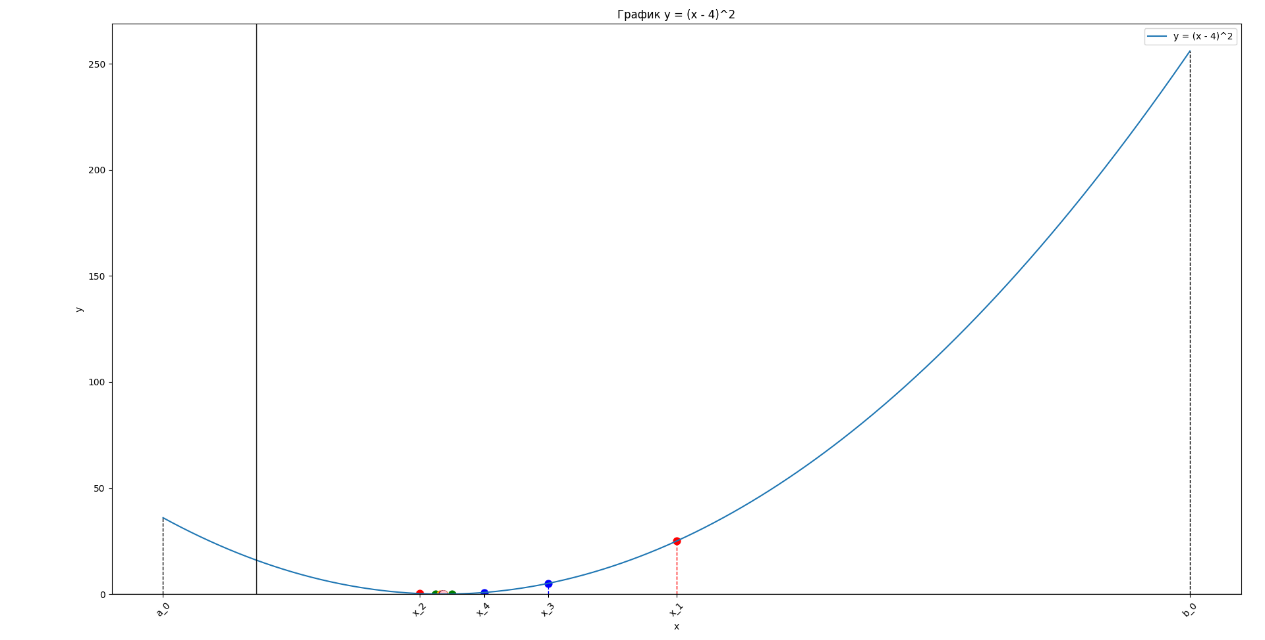 График y = (x - 4)^2
y = (x - 4)^2
250
200
150
100
50
0
y
a_0
x_2
x_4
x_3
x_1
b_0
x